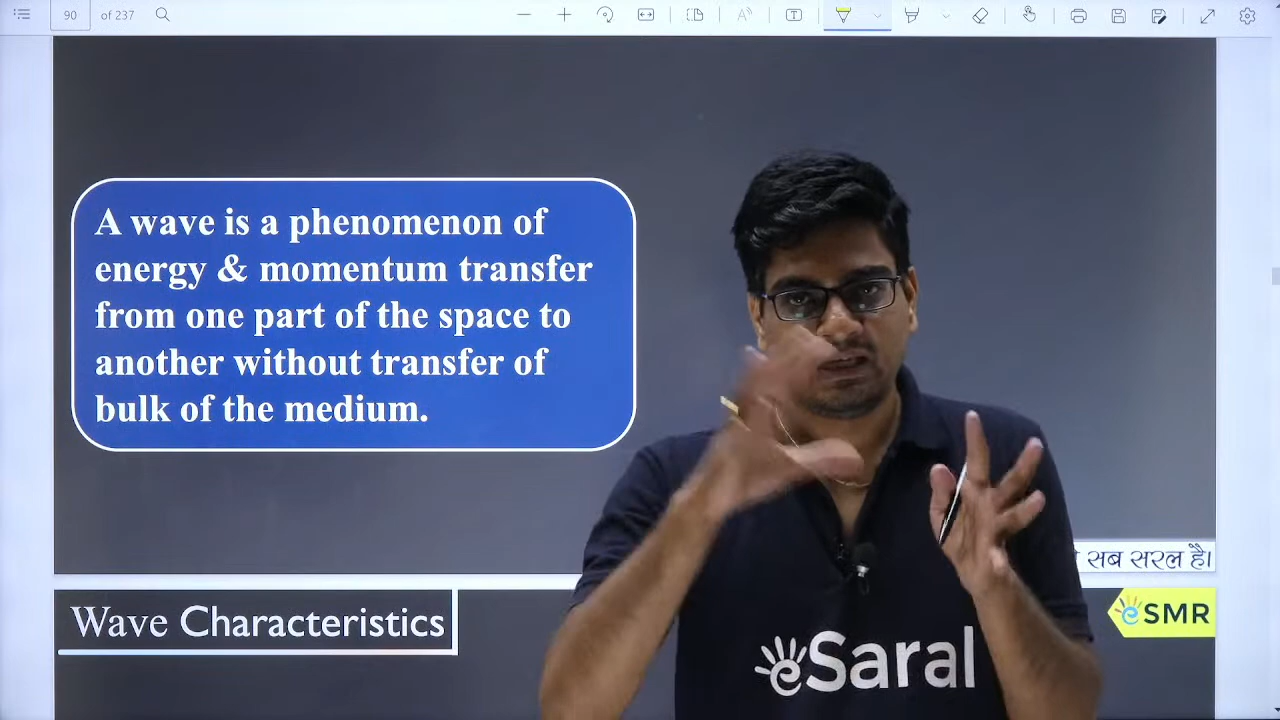 90 of 237
A wave is a phenomenon of
energy & momentum transfer
from one part of the space to
another without transfer of
bulk of the medium.
सब सरल है।
Wave Characteristics
eSMR
eSaral